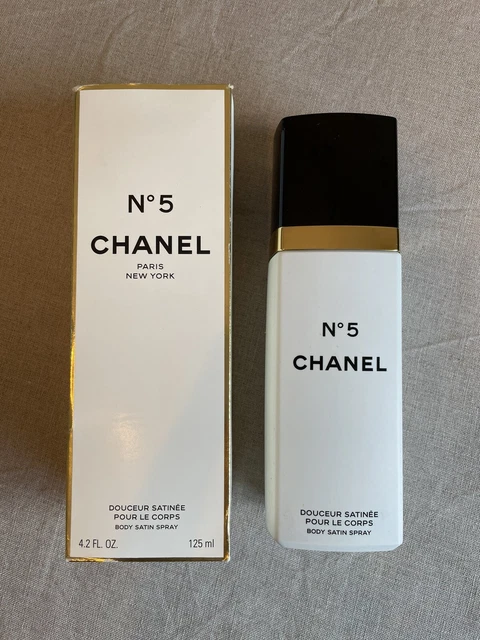 N°5
CHANEL
PARIS
NEW YORK
DOUCEUR SATINÉE
POUR LE CORPS
BODY SATIN SPRAY
4.2 FL. OZ. 125 ml
N°5
CHANEL
DOUCEUR SATINÉE
POUR LE CORPS
BODY SATIN SPRAY